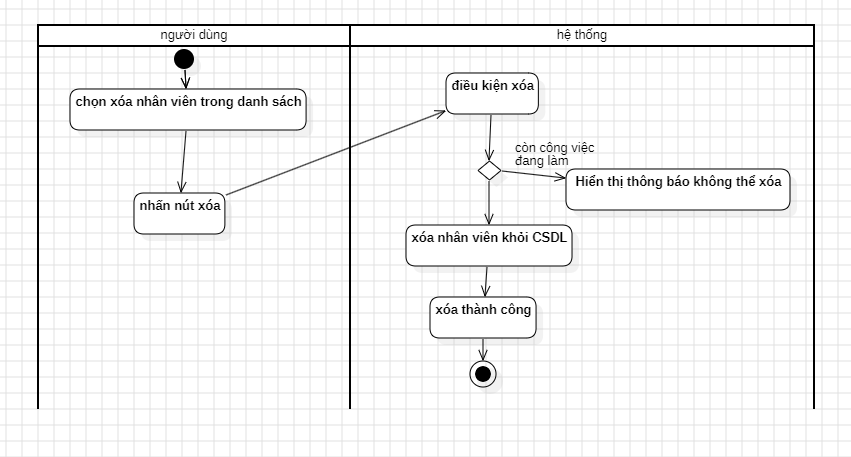 người dùng
hệ thống
chọn xóa nhân viên trong danh sách
nhấn nút xóa
điều kiện xóa
còn công việc
đang làm
Hiển thị thông báo không thể xóa
xóa nhân viên khỏi CSDL
xóa thành công